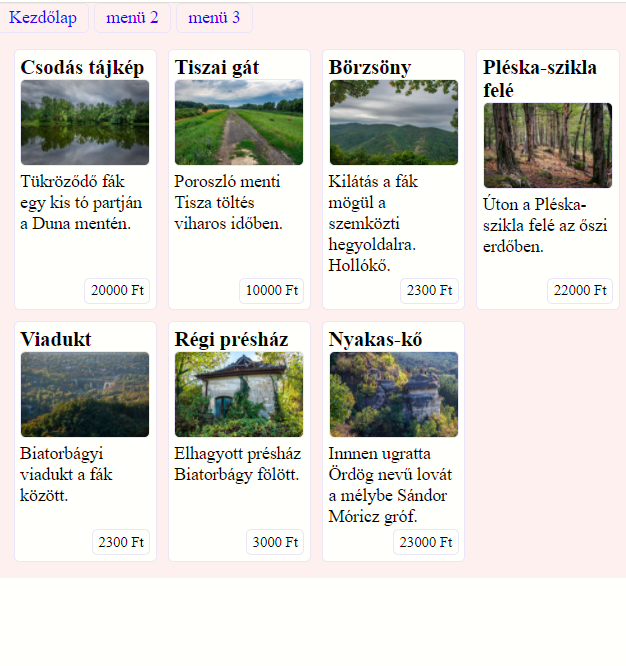 Kezdőlap menü 2 menü 3
Csodás tájkép
Tükröződő fák
egy kis tó partján
a Duna mentén.
20000 Ft
Tiszai gát
Poroszló menti
Tisza töltés
viharos időben.
10000 Ft
Börzsöny
Kilátás a fák
mögül a
szemközti
hegyoldalra.
Hollókő.
2300 Ft
Pléska-szikla
felé
Úton a Pléska-
szikla felé az őszi
erdőben.
22000 Ft
Viadukt
Biatorbágyi
viadukt a fák
között.
2300 Ft
Régi présház
Elhagyott présház
Biatorbágy fölött.
3000 Ft
Nyakas-kő
Innnen ugratta
Ördög nevű lovát
a mélybe Sándor
Móricz gróf.
23000 Ft